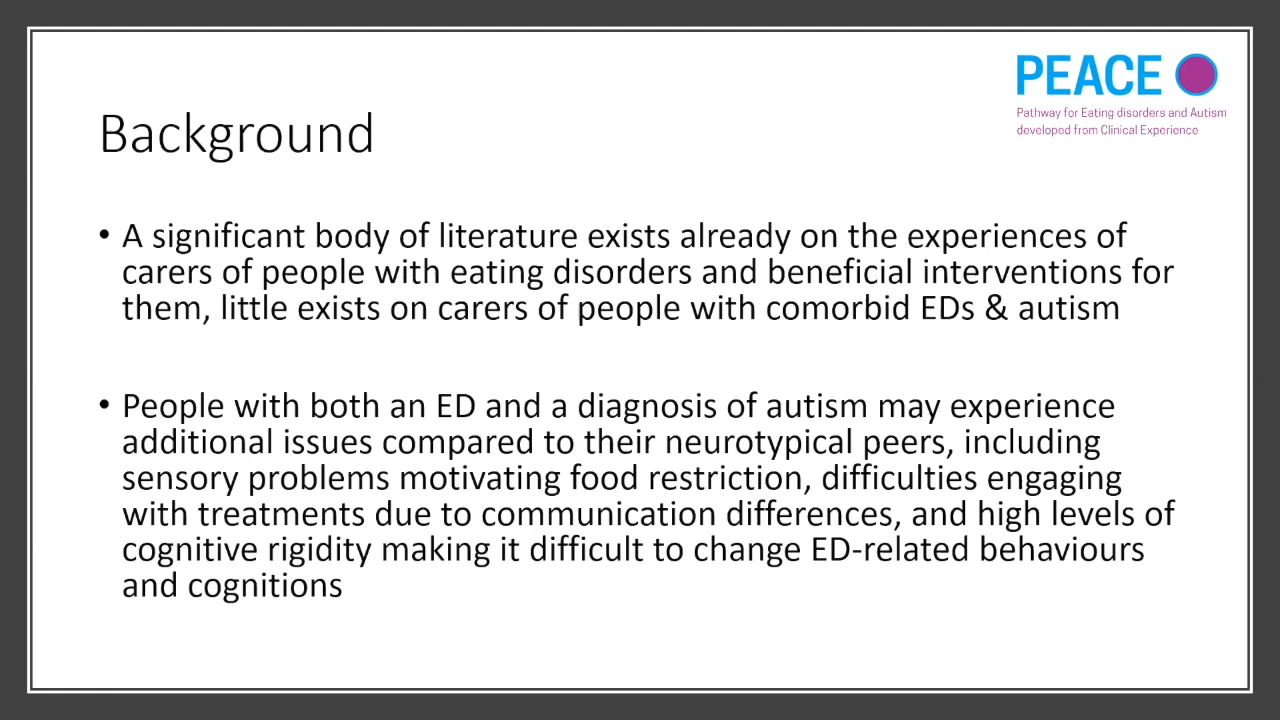 PEACE
Pathway for Eating disorders and Autism
developed from Clinical Experience
Background
• A significant body of literature exists already on the experiences of
carers of people with eating disorders and beneficial interventions for
them, little exists on carers of people with comorbid EDs & autism
• People with both an ED and a diagnosis of autism may experience
additional issues compared to their neurotypical peers, including
sensory problems motivating food restriction, difficulties engaging
with treatments due to communication differences, and high levels of
cognitive rigidity making it difficult to change ED-related behaviours
and cognitions